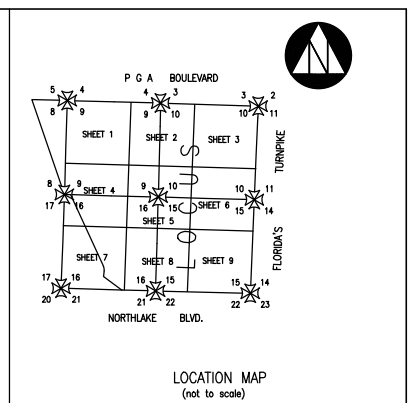 N
P G A BOULEVARD
5 4
8 9
4 3
9 10
3 2
10 11
SHEET 1
SHEET 2
SHEET 3
TURNPIKE
8 9
17 16
SHEET 4
9 10
16 15
SHEET 6
10 11
15 14
SHEET 5
LOCUS
FLORIDA'S
SHEET 7
SHEET 8
SHEET 9
17 16
20 21
16 15
21 22
15 14
22 23
NORTHLAKE BLVD.
LOCATION MAP
(not to scale)